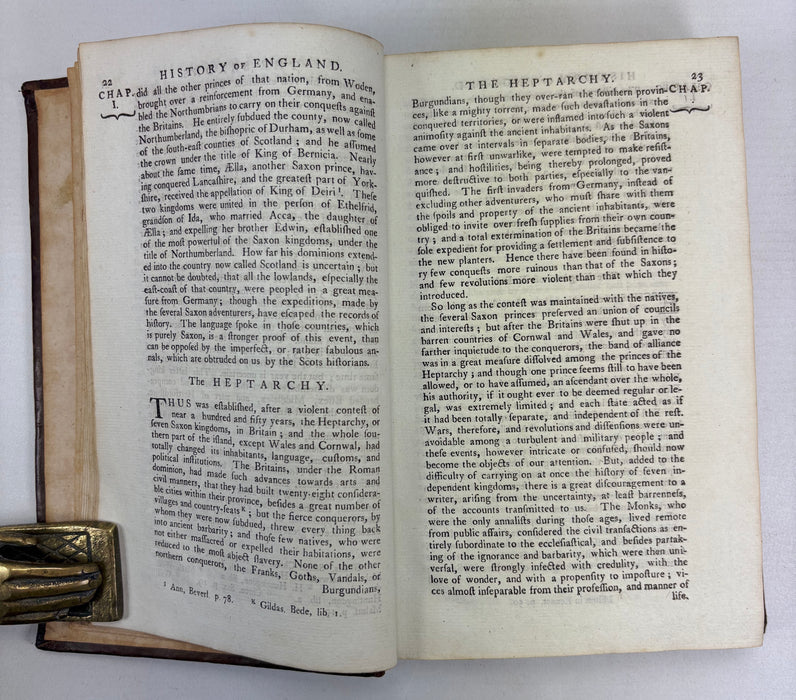 22
HISTORY OF ENGLAND.
CHAP.
I.
did all the other princes of that nation, from Woden,
brought over a reinforcement from Germany, and ena-
bled the Northumbrians to carry on their conquests againſt
the Britains. He entirely ſubdued the county, now called
Northumberland, the biſhopric of Durham, as well as ſome
of the ſouth-eaſt counties of Scotland; and he aſſumed
the crown under the title of King of Bernicia. Nearly
about the ſame time, Ælla, another Saxon prince, hav-
ing conquered Lancaſhire, and the greateſt part of York-
ſhire, received the appellation of King of Deiri ⁱ. Theſe
two kingdoms were united in the perſon of Ethelfrid,
grandſon of Ida, who married Acca, the daughter of
Ælla; and expelling her brother Edwin, eſtabliſhed one
of the moſt powerful of the Saxon kingdoms, under the
title of Northumberland. How far his dominions extend-
ed into the country now called Scotland is uncertain; but
it cannot be doubted, that all the lowlands, eſpecially the
eaſt-coaſt of that country, were peopled in a great mea-
ſure from Germany; though the expeditions, made by
the ſeveral Saxon adventurers, have eſcaped the records of
hiſtory. The language ſpoke in thoſe countries, which
is purely Saxon, is a ſtronger proof of this event, than
can be oppoſed by the imperfect, or rather fabulous an-
nals, which are obtruded on us by the Scots hiſtorians.
The HEPTARCHY.
THUS was eſtabliſhed, after a violent conteſt of
near a hundred and fifty years, the Heptarchy, or
ſeven Saxon kingdoms, in Britain; and the whole ſou-
thern part of the iſland, except Wales and Cornwal, had
totally changed its inhabitants, language, cuſtoms, and
political inſtitutions. The Britains, under the Roman
dominion, had made ſuch advances towards arts and
civil manners, that they had built twenty-eight conſidera-
ble cities within their province, beſides a great number of
villages and country-ſeats ᵏ; but the fierce conquerors, by
whom they were now ſubdued, threw every thing back
into ancient barbarity; and thoſe few natives, who were
not either maſſacred or expelled their habitations, were
reduced to the moſt abject ſlavery. None of the other
northern conquerors, the Franks, Goths, Vandals, or
Burgundians,
ⁱ Ann. Beverl. p. 78. ᵏ Gildas. Bede, lib. 1.
THE HEPTARCHY.
23
CHAP.
Burgundians, though they over-ran the ſouthern provin-
ces, like a mighty torrent, made ſuch devaſtations in the
conquered territories, or were inflamed into ſuch a violent
animoſity againſt the ancient inhabitants. As the Saxons
came over at intervals in ſeparate bodies, the Britains,
however at firſt unwarlike, were tempted to make reſiſt-
ance; and hoſtilities, being thereby prolonged, proved
more deſtructive to both parties, eſpecially to the van-
quiſhed. The firſt invaders from Germany, inſtead of
excluding other adventurers, who muſt ſhare with them
the ſpoils and property of the ancient inhabitants, were
obliged to invite over freſh ſupplies from their own coun-
try; and a total extermination of the Britains became the
ſole expedient for providing a ſettlement and ſubſiſtence to
the new planters. Hence there have been found in hiſto-
ry few conqueſts more ruinous than that of the Saxons;
and few revolutions more violent than that which they
introduced.
So long as the conteſt was maintained with the natives,
the ſeveral Saxon princes preſerved an union of councils
and intereſts; but after the Britains were ſhut up in the
barren countries of Cornwal and Wales, and gave no
farther inquietude to the conquerors, the band of alliance
was in a great meaſure diſſolved among the princes of the
Heptarchy; and though one prince ſeems ſtill to have been
allowed, or to have aſſumed, an aſcendant over the whole,
his authority, if it ought ever to be deemed regular or le-
gal, was extremely limited; and each ſtate acted as if
it had been totally ſeparate, and independent of the reſt.
Wars, therefore, and revolutions and diſſenſions were un-
avoidable among a turbulent and military people; and
theſe events, however intricate or confuſed, ſhould now
become the objects of our attention. But, added to the
difficulty of carrying on at once the hiſtory of ſeven in-
dependent kingdoms, there is a great diſcouragement to a
writer, ariſing from the uncertainty, at leaſt barrenneſs,
of the accounts tranſmitted to us. The Monks, who
were the only annaliſts during thoſe ages, lived remote
from public affairs, conſidered the civil tranſactions as en-
tirely ſubordinate to the eccleſiaſtical, and beſides partak-
ing of the ignorance and barbarity, which were then uni-
verſal, were ſtrongly infected with credulity, with the
love of wonder, and with a propenſity to impoſture; vi-
ces almoſt inſeparable from their profeſſion, and manner of
life.